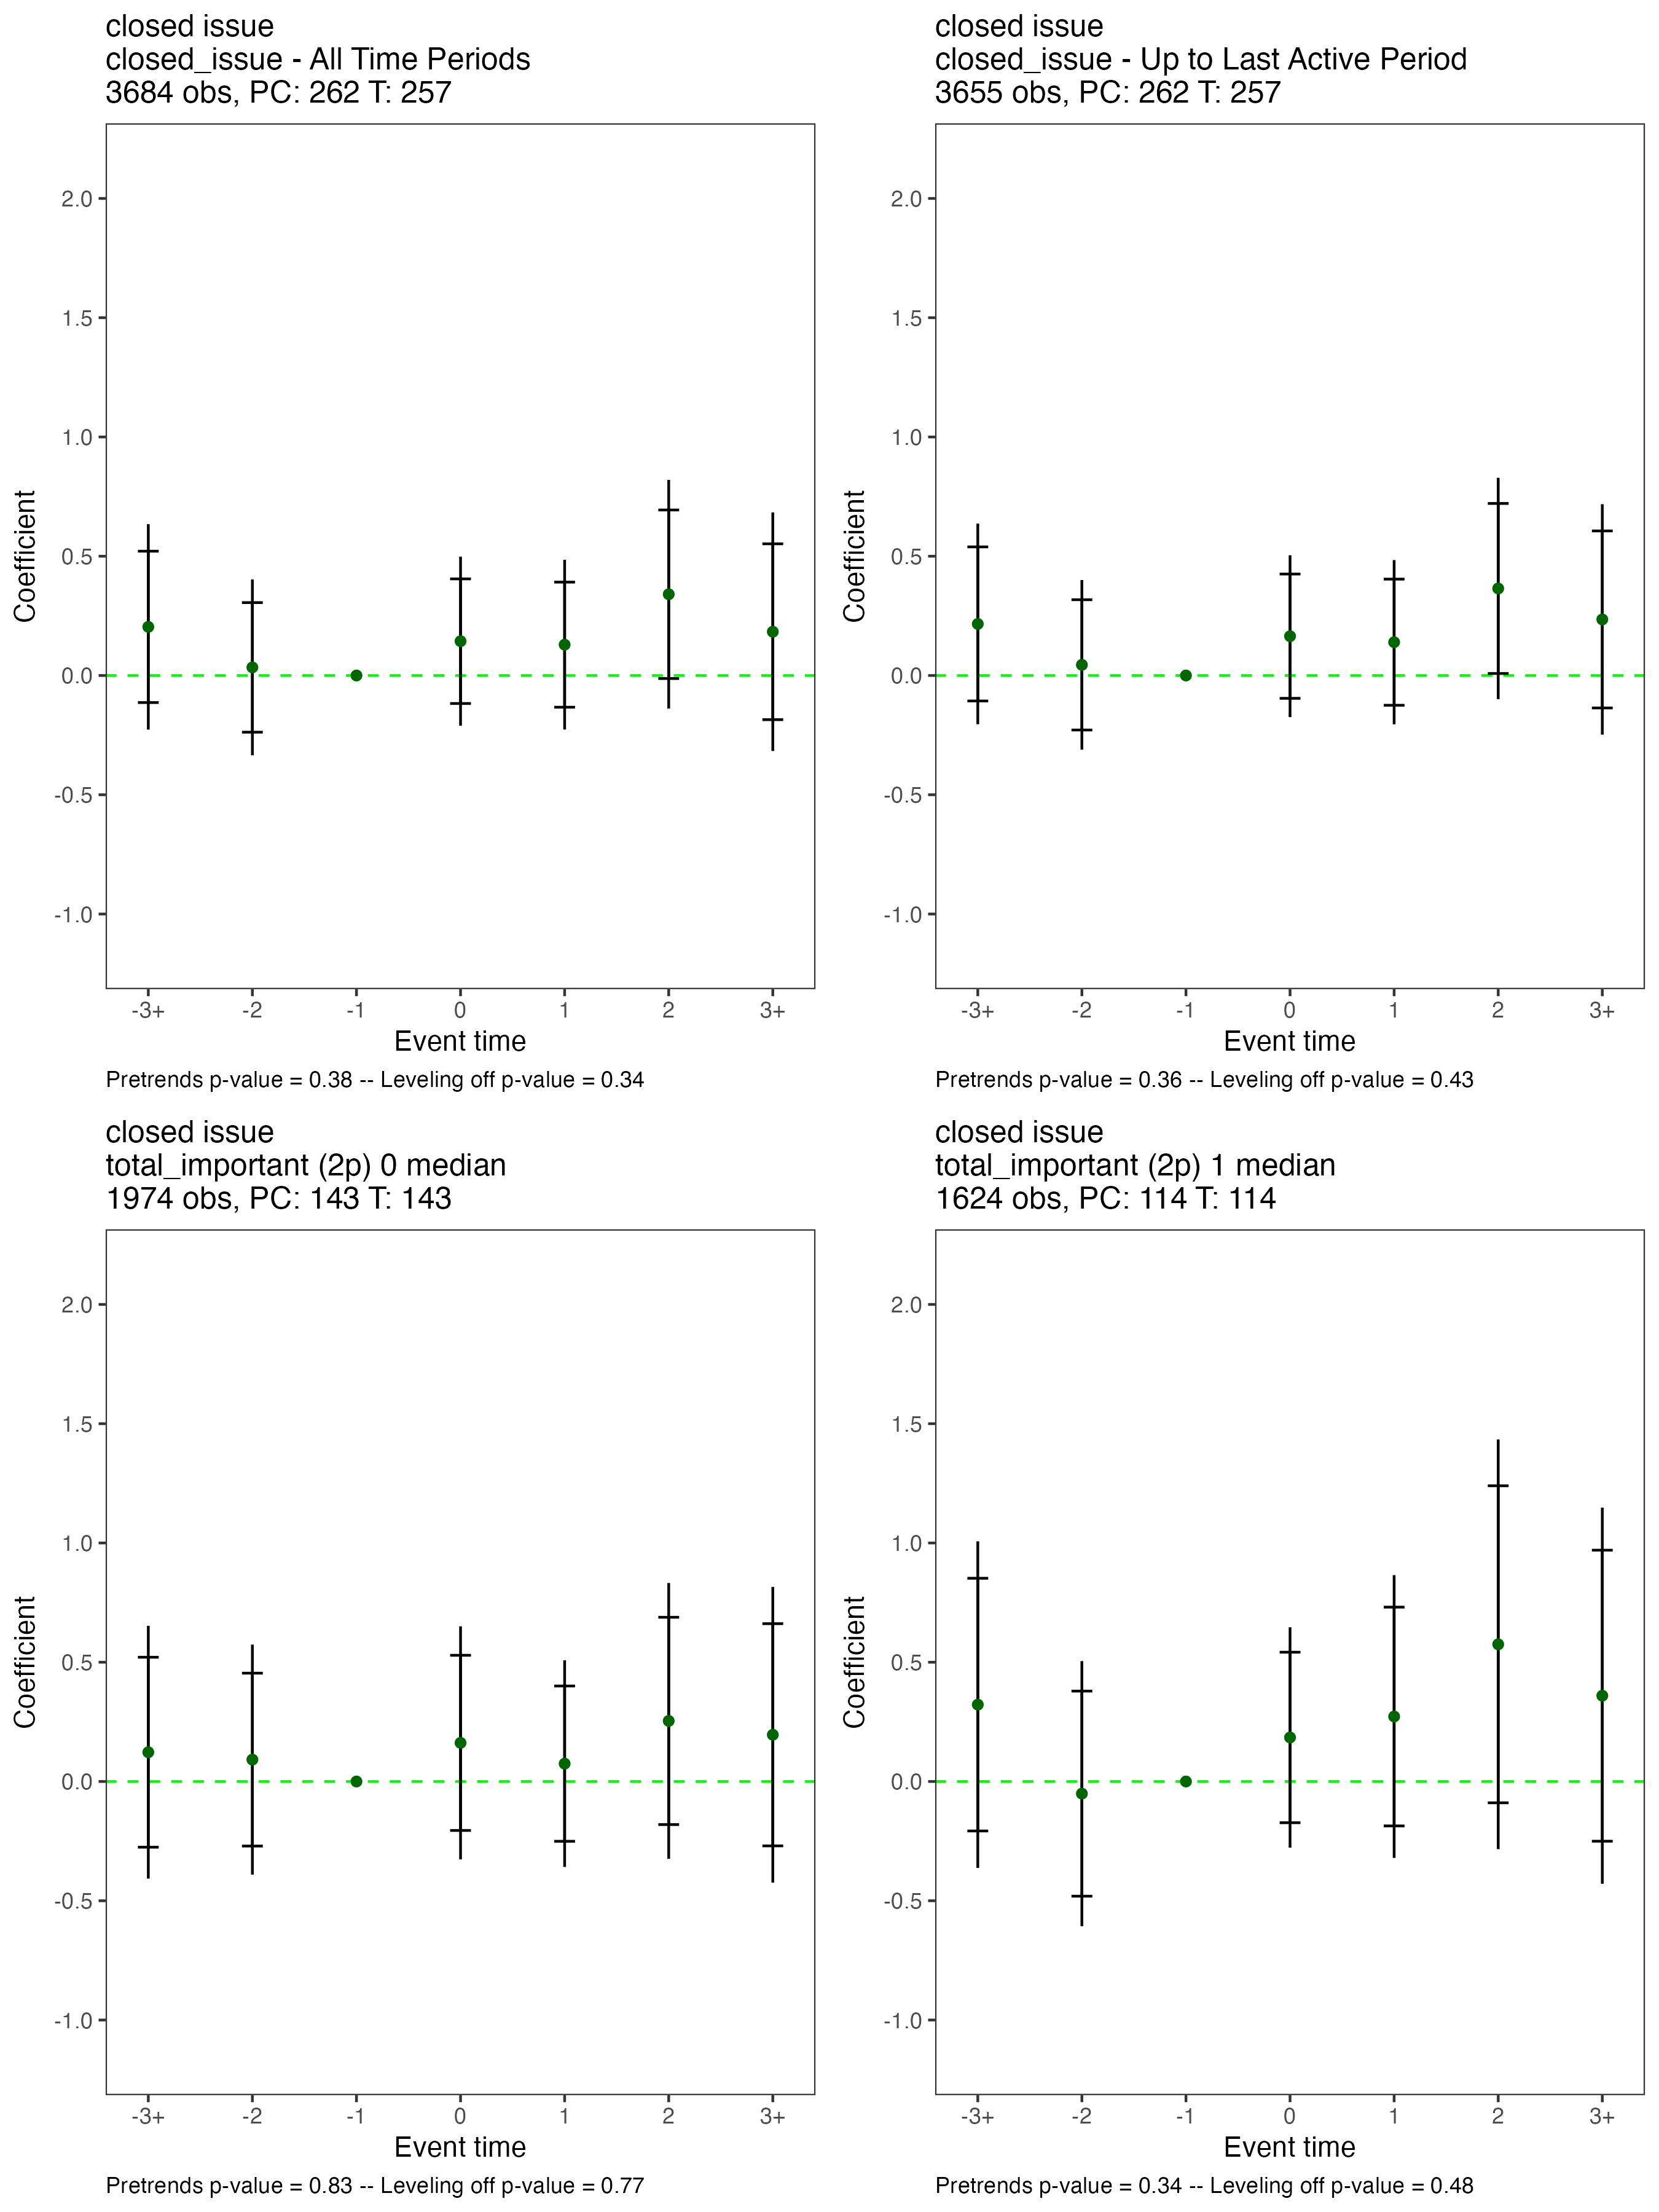 closed issue
closed_issue - All Time Periods
3684 obs, PC: 262 T: 257
2.0
1.5
1.0
0.5
0.0
-0.5
-1.0
Coefficient
-3+ -2 -1 0 1 2 3+
Event time
Pretrends p-value = 0.38 -- Leveling off p-value = 0.34
closed issue
closed_issue - Up to Last Active Period
3655 obs, PC: 262 T: 257
2.0
1.5
1.0
0.5
0.0
-0.5
-1.0
Coefficient
-3+ -2 -1 0 1 2 3+
Event time
Pretrends p-value = 0.36 -- Leveling off p-value = 0.43
closed issue
total_important (2p) 0 median
1974 obs, PC: 143 T: 143
2.0
1.5
1.0
0.5
0.0
-0.5
-1.0
Coefficient
-3+ -2 -1 0 1 2 3+
Event time
Pretrends p-value = 0.83 -- Leveling off p-value = 0.77
closed issue
total_important (2p) 1 median
1624 obs, PC: 114 T: 114
2.0
1.5
1.0
0.5
0.0
-0.5
-1.0
Coefficient
-3+ -2 -1 0 1 2 3+
Event time
Pretrends p-value = 0.34 -- Leveling off p-value = 0.48